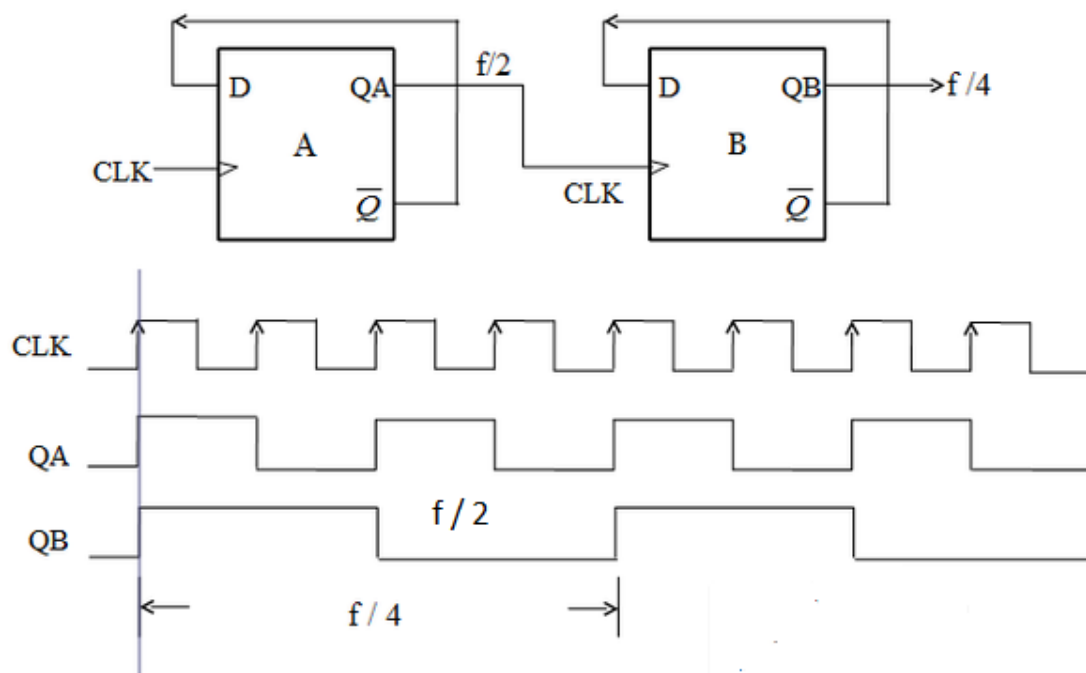 f/2
D QA D QB f /4
A B
CLK CLK
Q Q
CLK
QA
f / 2
QB
f / 4